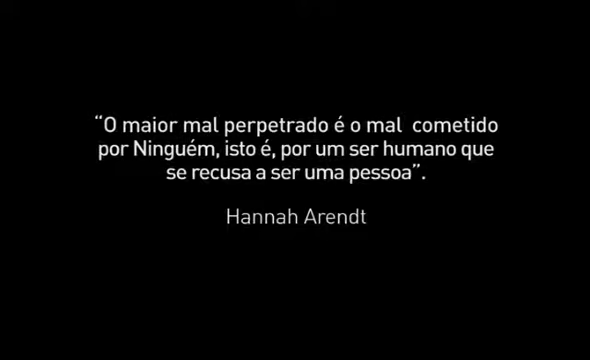 “O maior mal perpetrado é o mal cometido
por Ninguém, isto é, por um ser humano que
se recusa a ser uma pessoa”.
Hannah Arendt